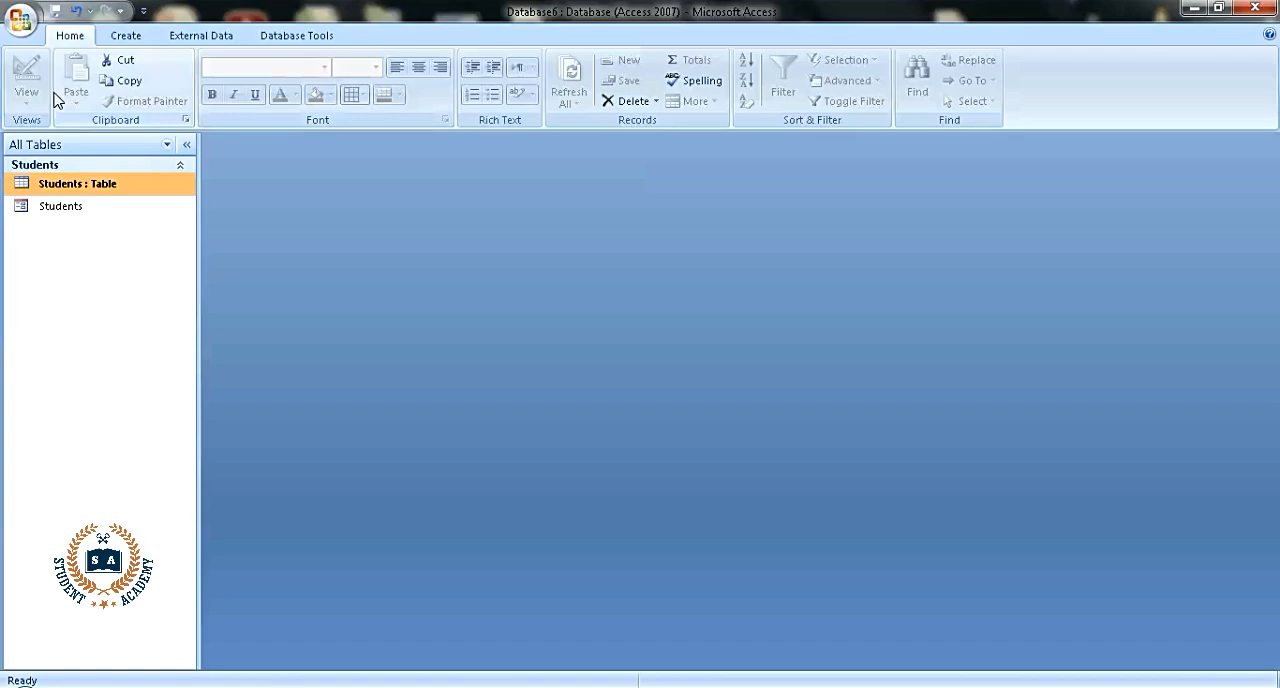 Database6 : Database (Access 2007) - Microsoft Access
Home Create External Data Database Tools
View
Views
Paste
Cut
Copy
Format Painter
Clipboard
B I U
Font
Rich Text
Refresh
All
New
Save
Delete
Totals
Spelling
More
Records
Filter
Selection
Advanced
Toggle Filter
Sort & Filter
Find
Replace
Go To
Select
Find
All Tables
Students
Students : Table
Students
S A
STUDENT ACADEMY
Ready